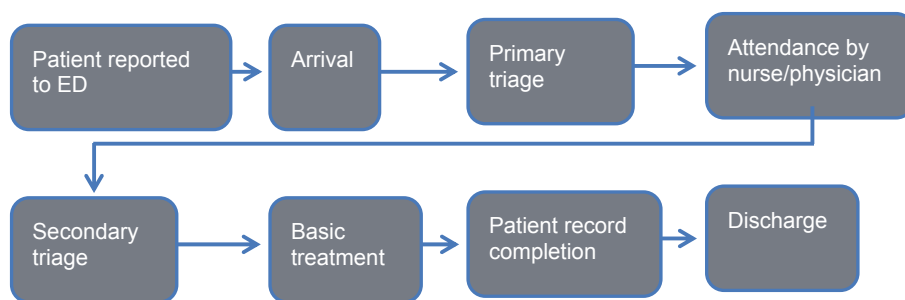 Patient reported
to ED
Arrival
Primary
triage
Attendance by
nurse/physician
Secondary
triage
Basic
treatment
Patient record
completion
Discharge